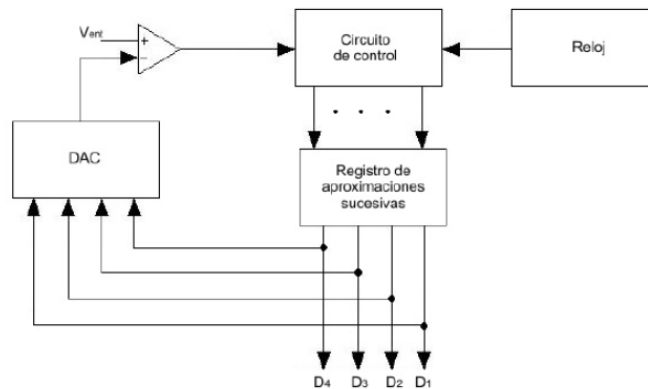 Vent
+
−
Circuito
de control
Reloj
DAC
Registro de
aproximaciones
sucesivas
D4 D3 D2 D1